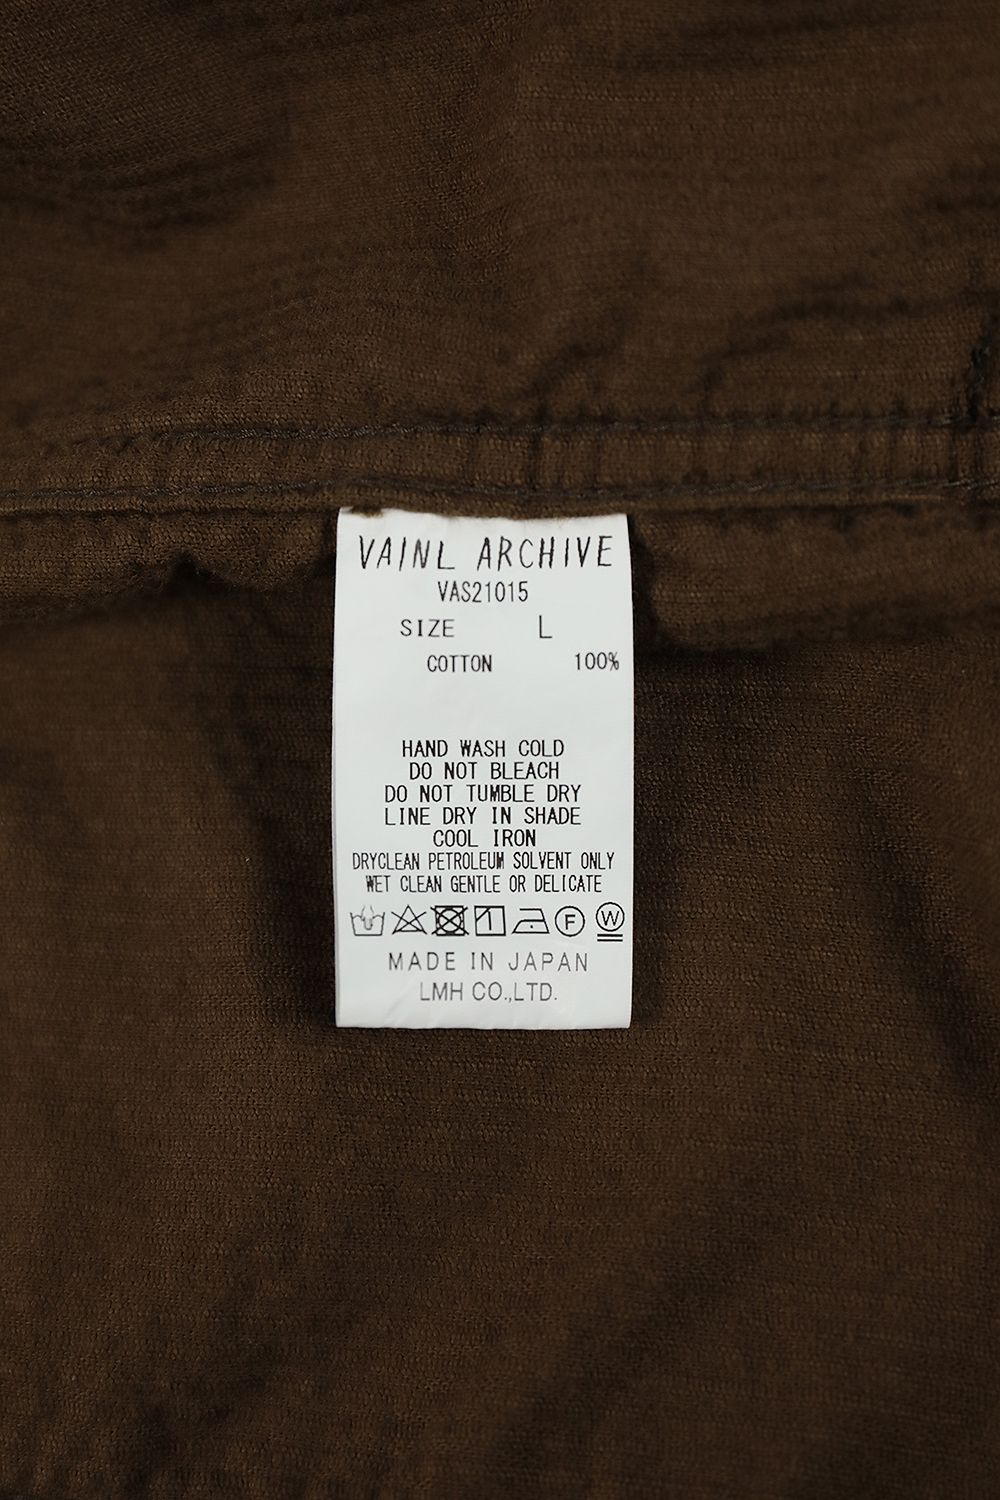 VAINL ARCHIVE
VAS21015
SIZE L
COTTON 100%
HAND WASH COLD
DO NOT BLEACH
DO NOT TUMBLE DRY
LINE DRY IN SHADE
COOL IRON
DRYCLEAN PETROLEUM SOLVENT ONLY
WET CLEAN GENTLE OR DELICATE
F W
MADE IN JAPAN
LMH CO.,LTD.